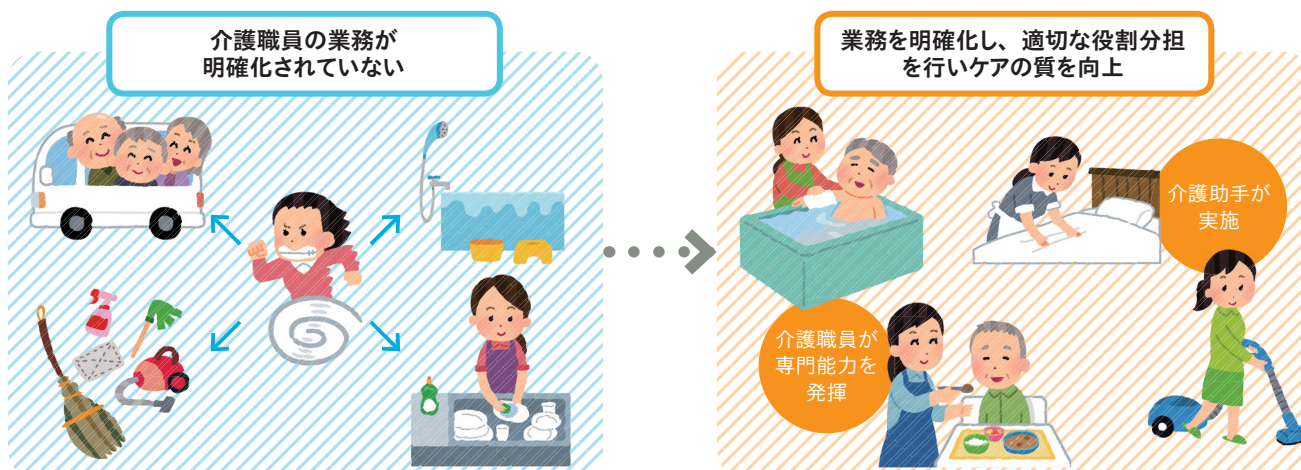 介護職員の業務が
明確化されていない
業務を明確化し、適切な役割分担
を行いケアの質を向上
介護助手が
実施
介護職員が
専門能力を
発揮